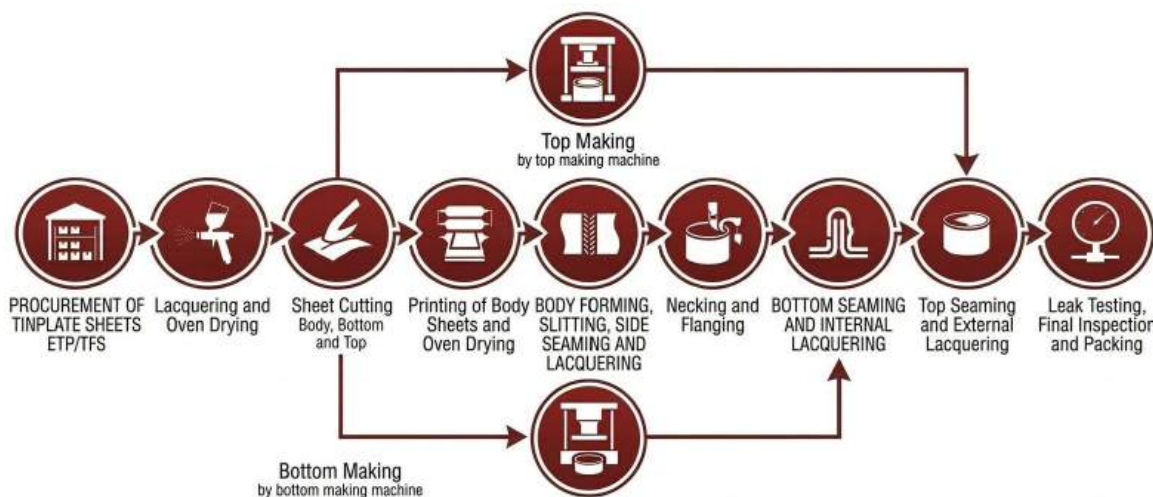 Top Making
by top making machine
PROCUREMENT OF
TINPLATE SHEETS
ETP/TFS
Lacquering and
Oven Drying
Sheet Cutting
Body, Bottom
and Top
Printing of Body
Sheets and
Oven Drying
BODY FORMING,
SLITTING, SIDE
SEAMING AND
LACQUERING
Necking and
Flanging
BOTTOM SEAMING
AND INTERNAL
LACQUERING
Top Seaming
and External
Lacquering
Leak Testing,
Final Inspection
and Packing
Bottom Making
by bottom making machine